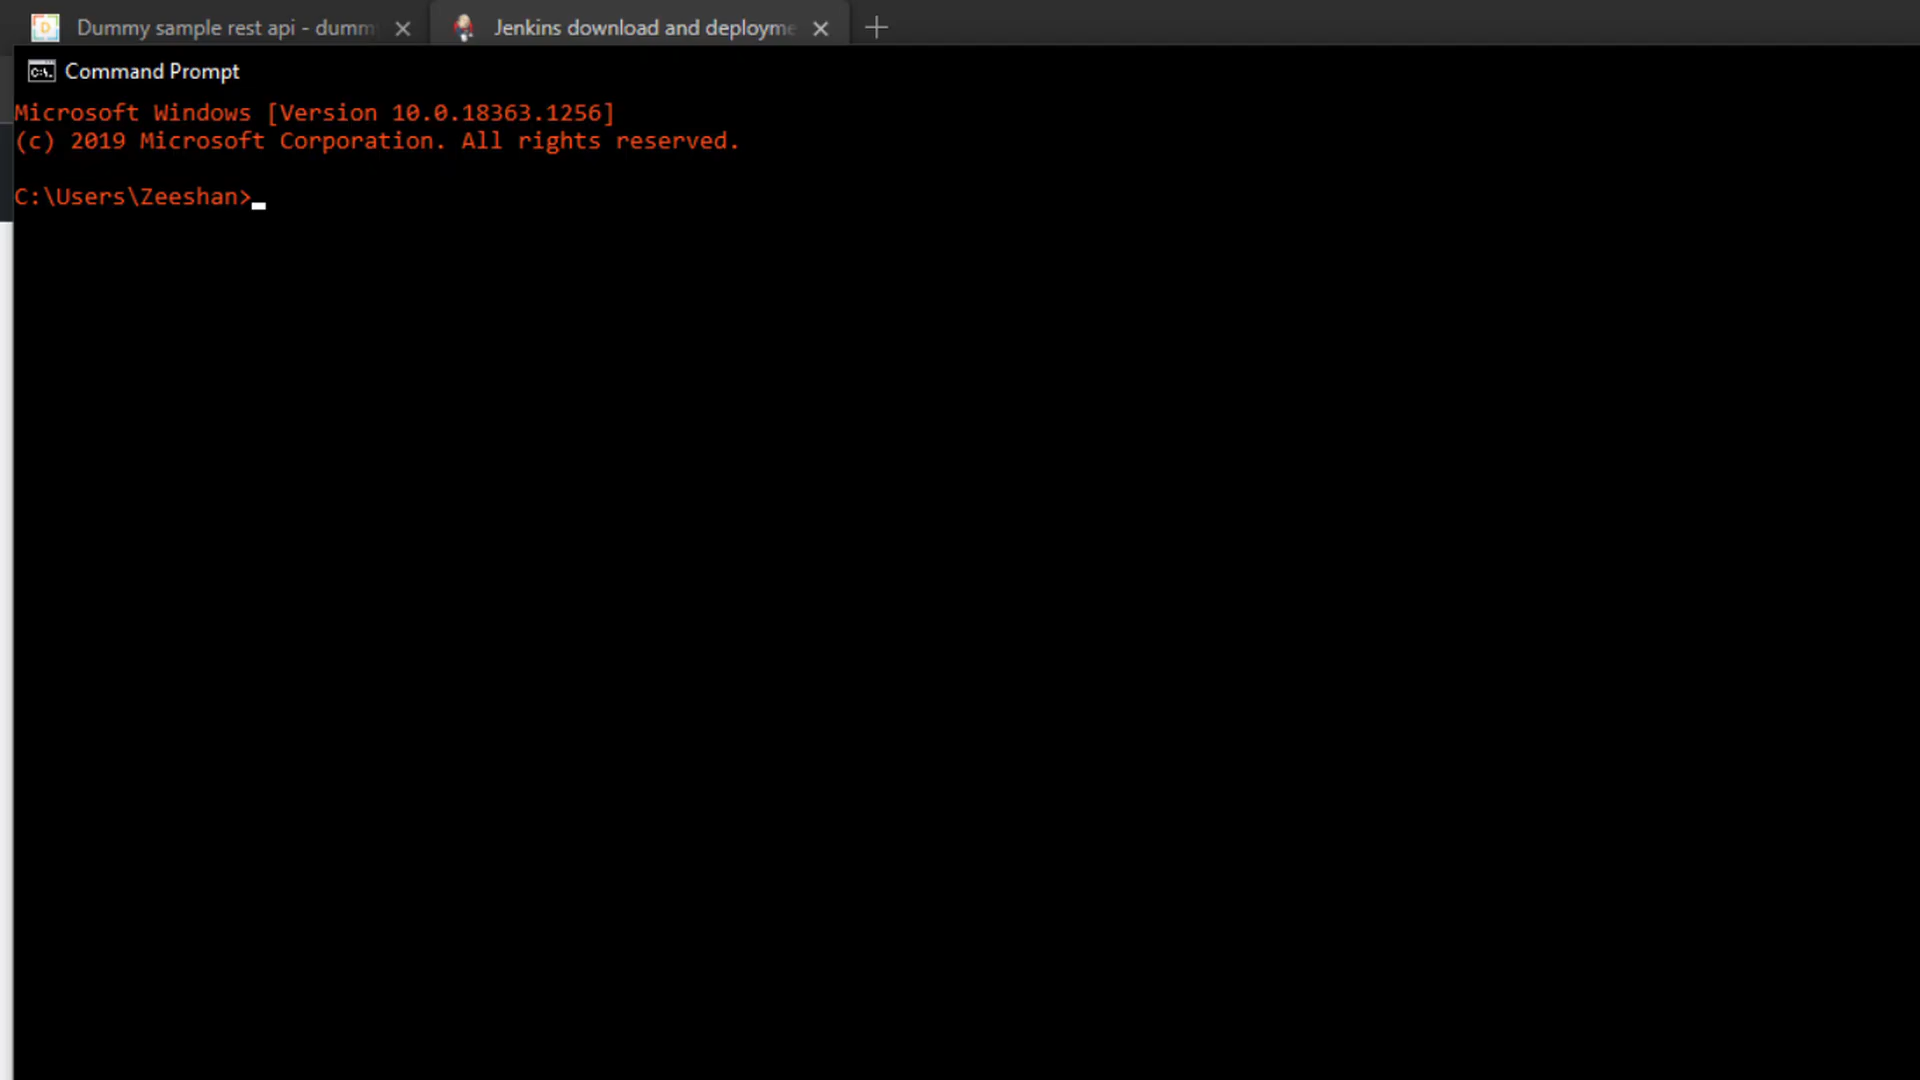 Dummy sample rest api - dumm
Jenkins download and deployme
Command Prompt
Microsoft Windows [Version 10.0.18363.1256]
(c) 2019 Microsoft Corporation. All rights reserved.
C:\Users\Zeeshan>